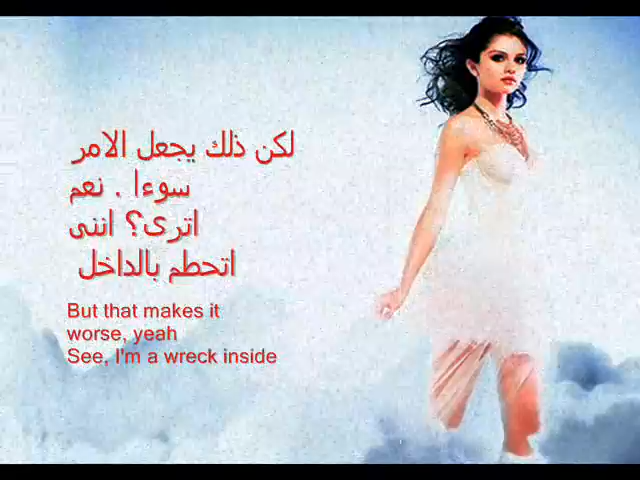 لكن ذلك يجعل الامر
سوءا . نعم
اترى؟ اننى
اتحطم بالداخل
But that makes it
worse, yeah
See, I'm a wreck inside